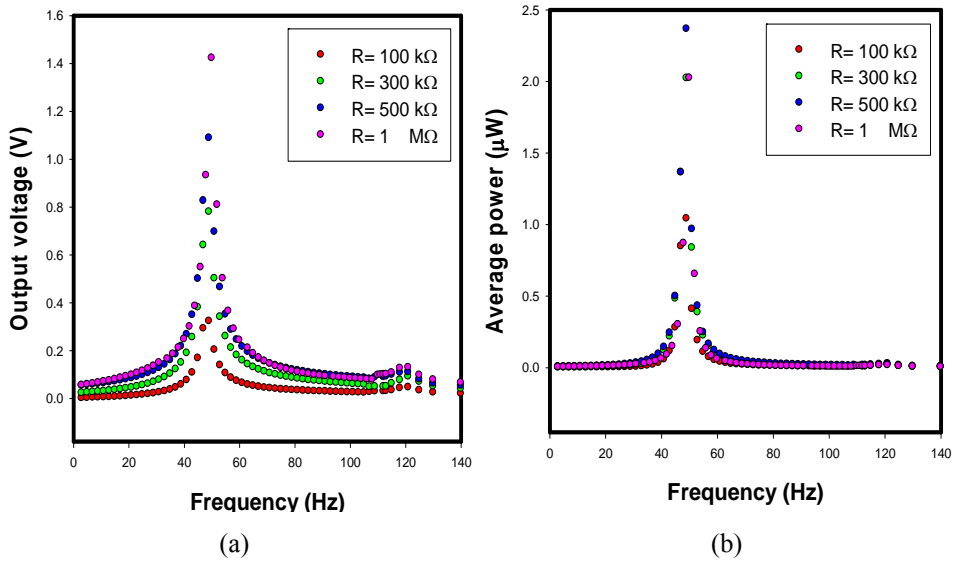 1.6
1.4
1.2
1.0
0.8
0.6
0.4
0.2
0.0
Output voltage (V)
R= 100 kΩ
R= 300 kΩ
R= 500 kΩ
R= 1 MΩ
0 20 40 60 80 100 120 140
Frequency (Hz)
(a)
2.5
2.0
1.5
1.0
0.5
0.0
Average power (μW)
R= 100 kΩ
R= 300 kΩ
R= 500 kΩ
R= 1 MΩ
0 20 40 60 80 100 120 140
Frequency (Hz)
(b)